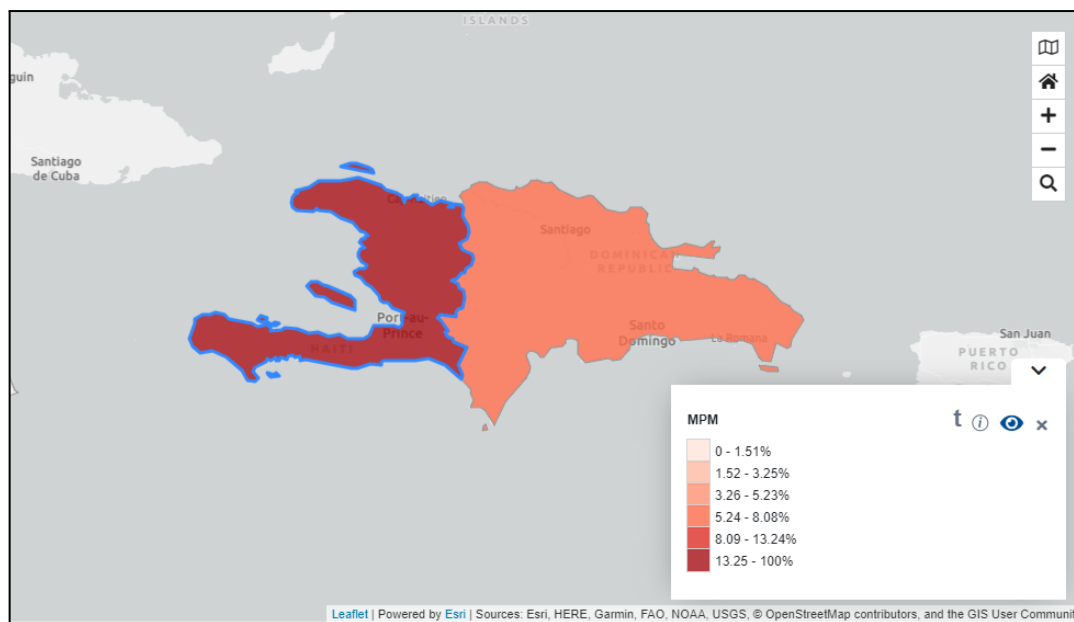 ISLANDS
guin
Santiago
de Cuba
Santiago
DOMINICAN
REPUBLIC
Port-au-
Prince
HAITI
Santo
Domingo
La Romana
San Juan
PUERTO
RICO
MPM
t
i
0 - 1.51%
1.52 - 3.25%
3.26 - 5.23%
5.24 - 8.08%
8.09 - 13.24%
13.25 - 100%
Leaflet | Powered by Esri | Sources: Esri, HERE, Garmin, FAO, NOAA, USGS, © OpenStreetMap contributors, and the GIS User Communit